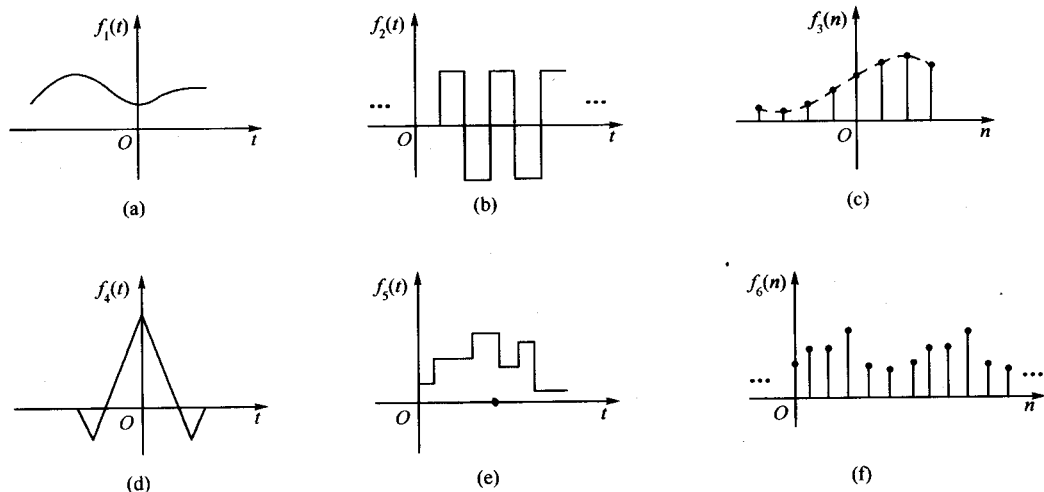 f₁(t)
O
t
(a)
f₂(t)
...
...
O
t
(b)
f₃(n)
O
n
(c)
f₄(t)
O
t
(d)
f₅(t)
O
t
(e)
f₆(n)
...
...
O
n
(f)